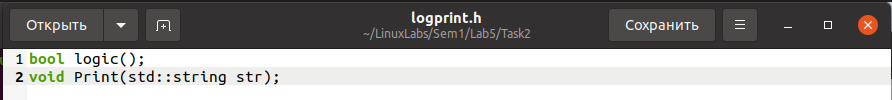 Открыть
logprint.h
~/LinuxLabs/Sem1/Lab5/Task2
Сохранить
1 bool logic();
2 void Print(std::string str);